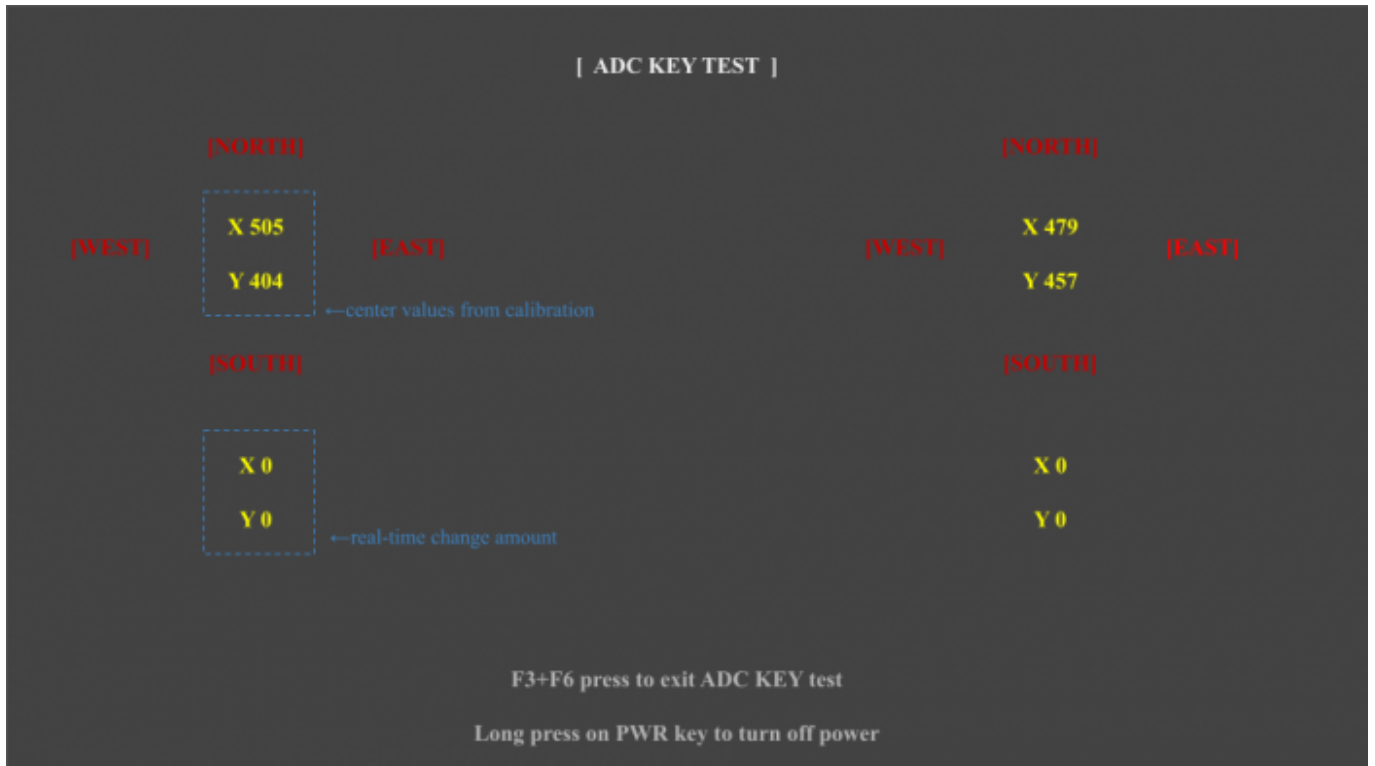 [ ADC KEY TEST ]
[NORTH] [NORTH]
X 505 X 479
[WEST] [EAST] [WEST] [EAST]
Y 404 Y 457
←center values from calibration
[SOUTH] [SOUTH]
X 0 X 0
Y 0 Y 0
←real-time change amount
F3+F6 press to exit ADC KEY test
Long press on PWR key to turn off power